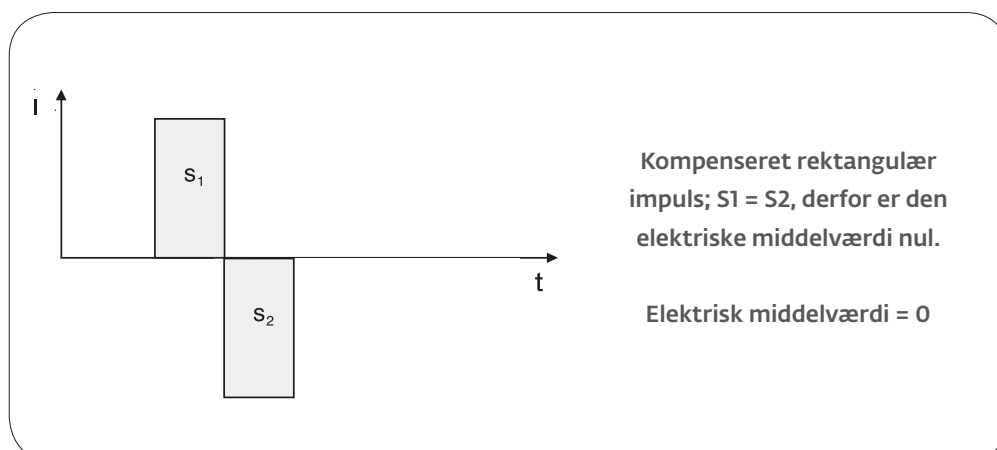 i
S₁
S₂
t
Kompenseret rektangulær
impuls; S1 = S2, derfor er den
elektriske middelværdi nul.
Elektrisk middelværdi = 0